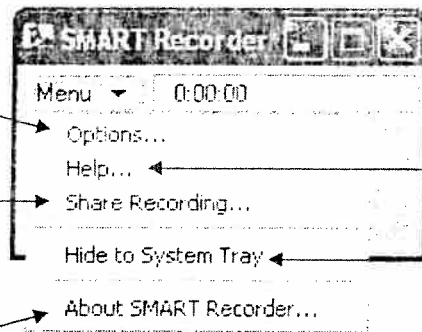 SMART Recorder
Menu 0:00:00
Options...
Help...
Share Recording...
Hide to System Tray
About SMART Recorder...